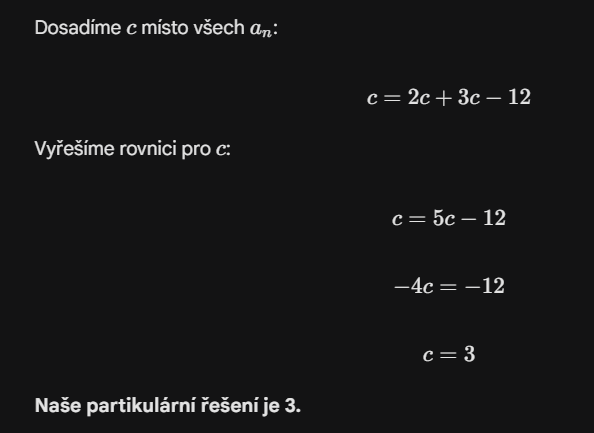 Dosadíme c místo všech aₙ:
c = 2c + 3c − 12
Vyřešíme rovnici pro c:
c = 5c − 12
−4c = −12
c = 3
Naše partikulární řešení je 3.